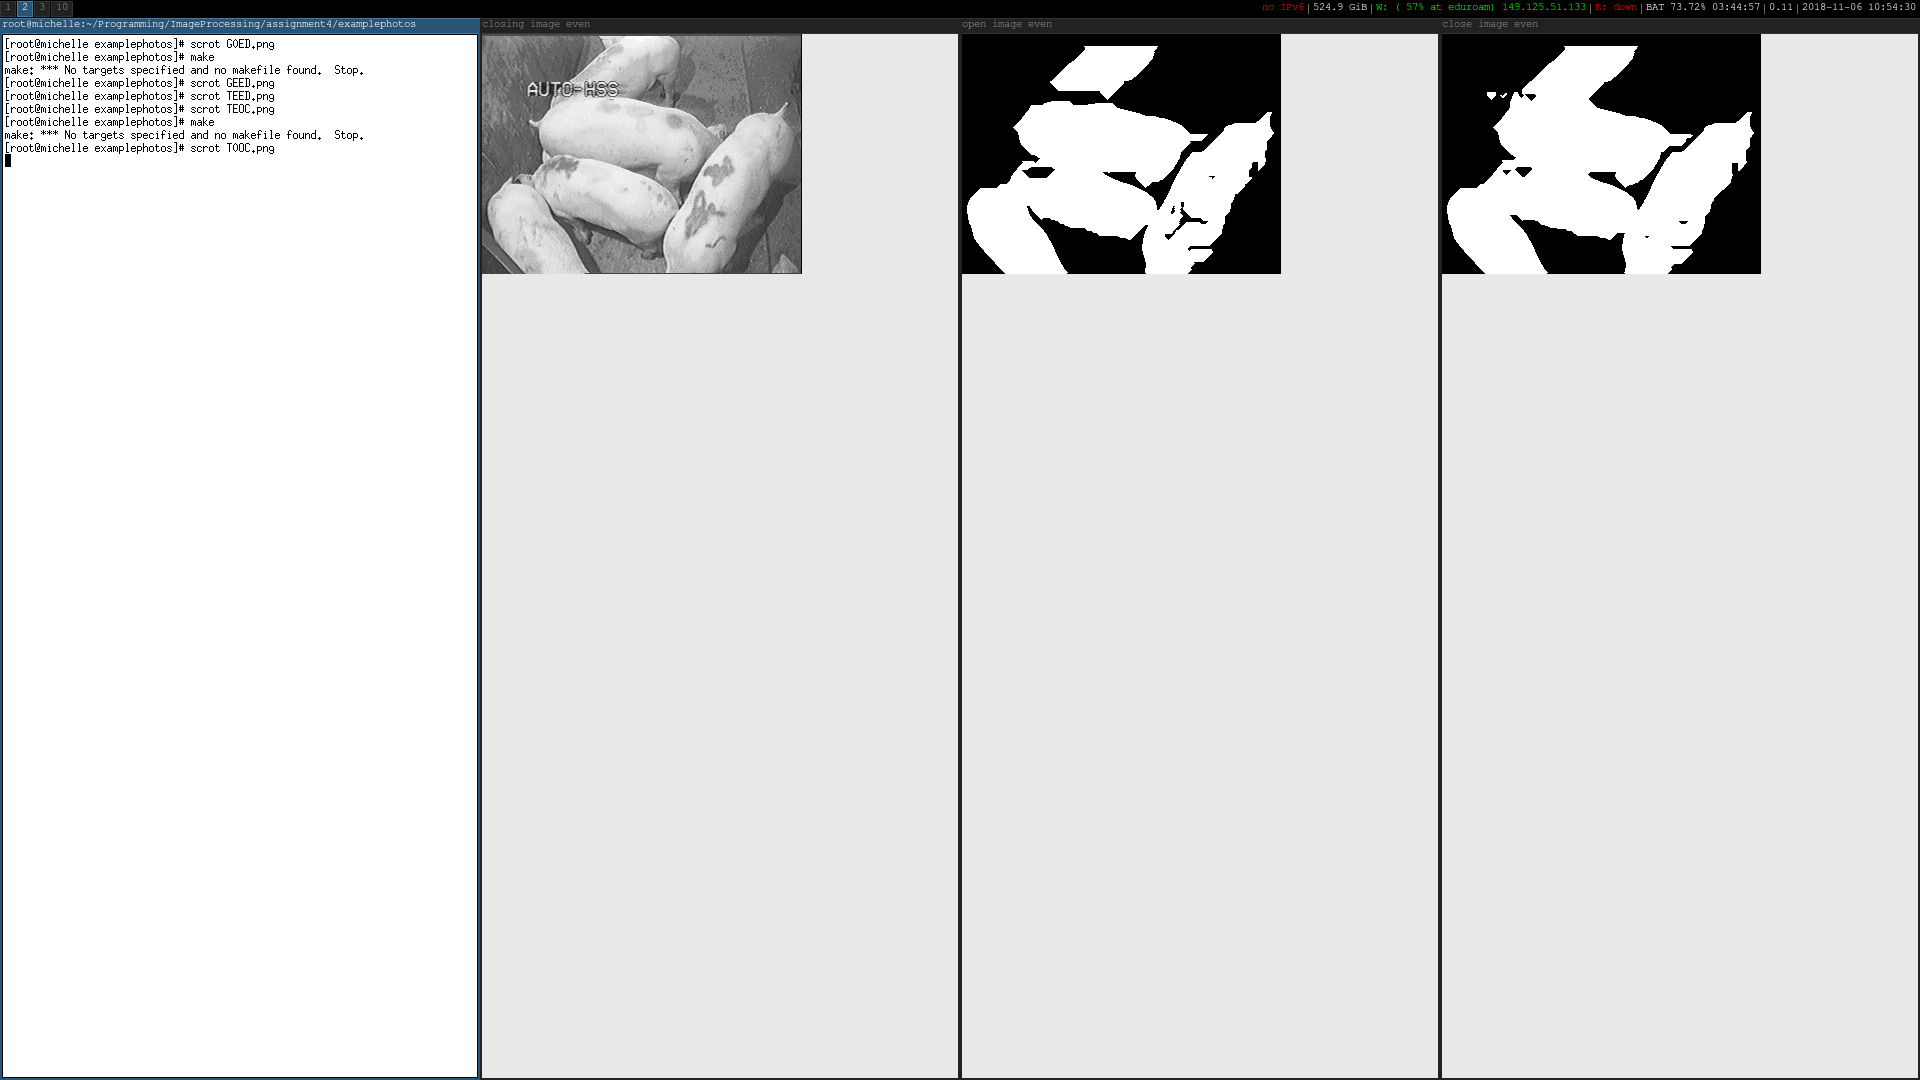 1 2 3 10
no IPv6|524.9 GiB|W: ( 57% at eduroam) 149.125.51.133|E: down|BAT 73.72% 03:44:57|0.11|2018-11-06 10:54:30
root@michelle:~/Programming/ImageProcessing/assignment4/examplephotos
[root@michelle examplephotos]# scrot GOED.png
[root@michelle examplephotos]# make
make: *** No targets specified and no makefile found.  Stop.
[root@michelle examplephotos]# scrot GEED.png
[root@michelle examplephotos]# scrot TEED.png
[root@michelle examplephotos]# scrot TEOC.png
[root@michelle examplephotos]# make
make: *** No targets specified and no makefile found.  Stop.
[root@michelle examplephotos]# scrot TOOC.png
closing image even
AUTO-HSS
open image even
close image even